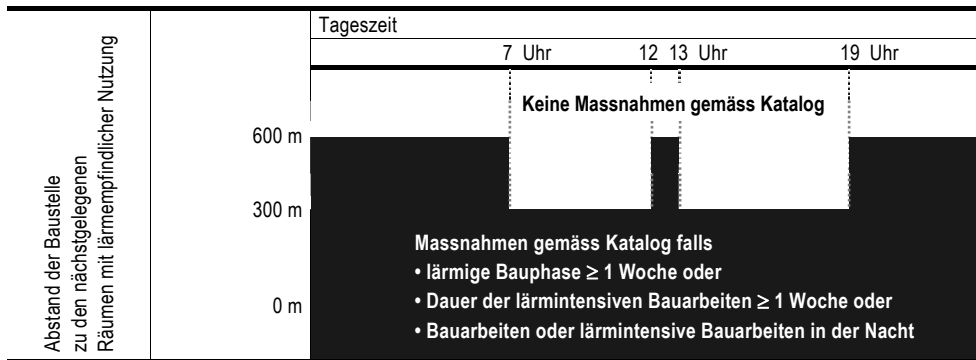 Tageszeit
7 Uhr 12 13 Uhr 19 Uhr
Keine Massnahmen gemäss Katalog
600 m
300 m
0 m
Massnahmen gemäss Katalog falls
• lärmige Bauphase ≥ 1 Woche oder
• Dauer der lärmintensiven Bauarbeiten ≥ 1 Woche oder
• Bauarbeiten oder lärmintensive Bauarbeiten in der Nacht
Abstand der Baustelle
zu den nächstgelegenen
Räumen mit lärmempfindlicher Nutzung